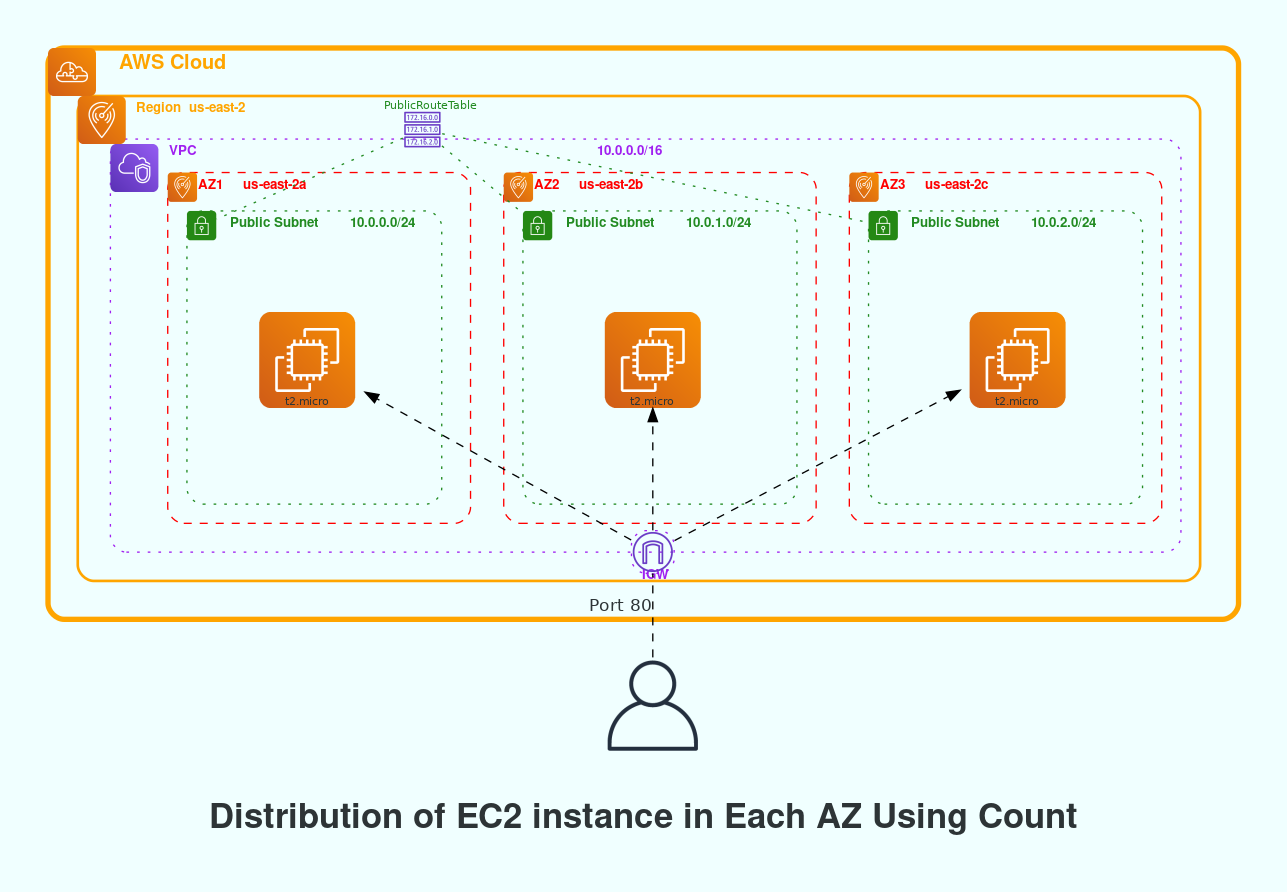 AWS Cloud
Region us-east-2
PublicRouteTable
172.16.0.0
172.16.1.0
172.16.2.0
VPC 10.0.0.0/16
AZ1 us-east-2a
AZ2 us-east-2b
AZ3 us-east-2c
Public Subnet 10.0.0.0/24
Public Subnet 10.0.1.0/24
Public Subnet 10.0.2.0/24
t2.micro
t2.micro
t2.micro
IGW
Port 80
Distribution of EC2 instance in Each AZ Using Count